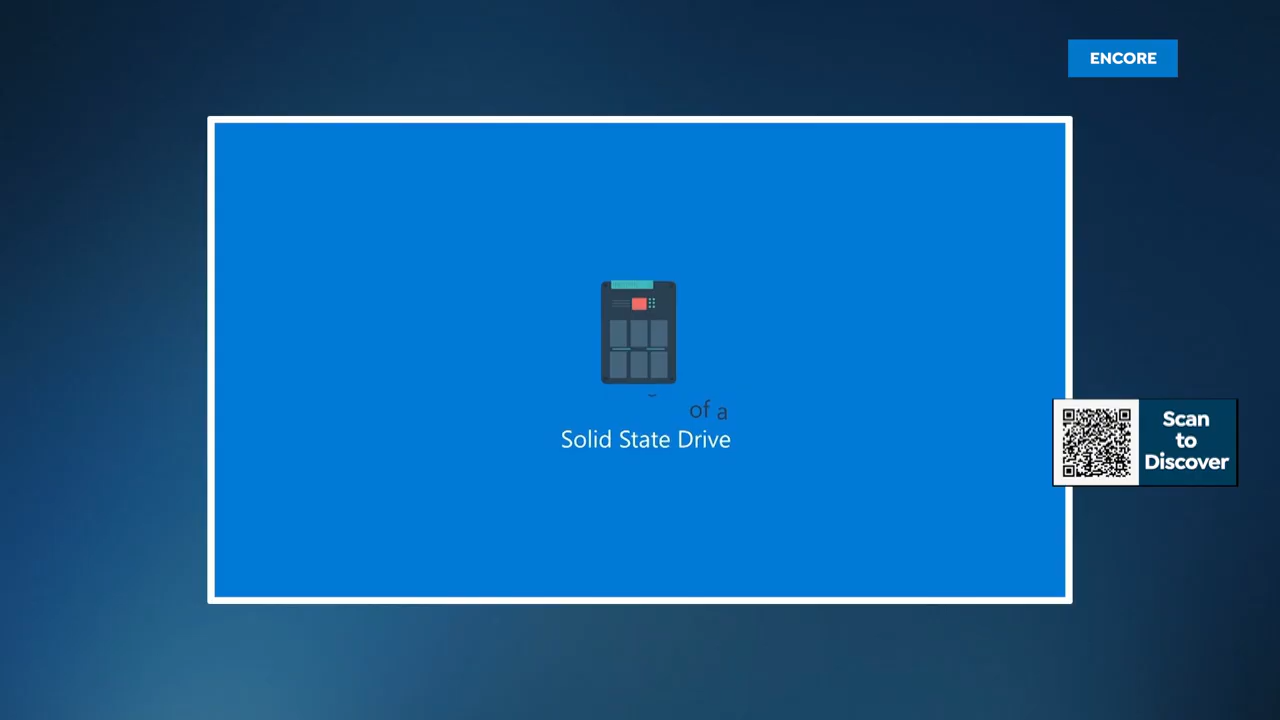 ENCORE
of a
Solid State Drive
Scan
to
Discover